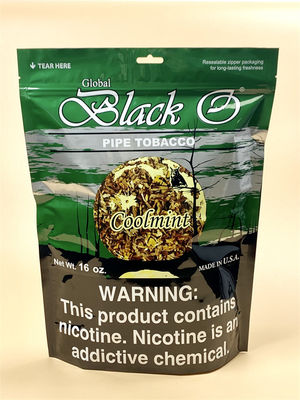 TEAR HERE
Resealable zipper packaging
for long-lasting freshness
Global
Black O
PIPE TOBACCO
Coolmint
Net Wt. 16 oz.
MADE IN U.S.A.
WARNING:
This product contains
nicotine. Nicotine is an
addictive chemical.